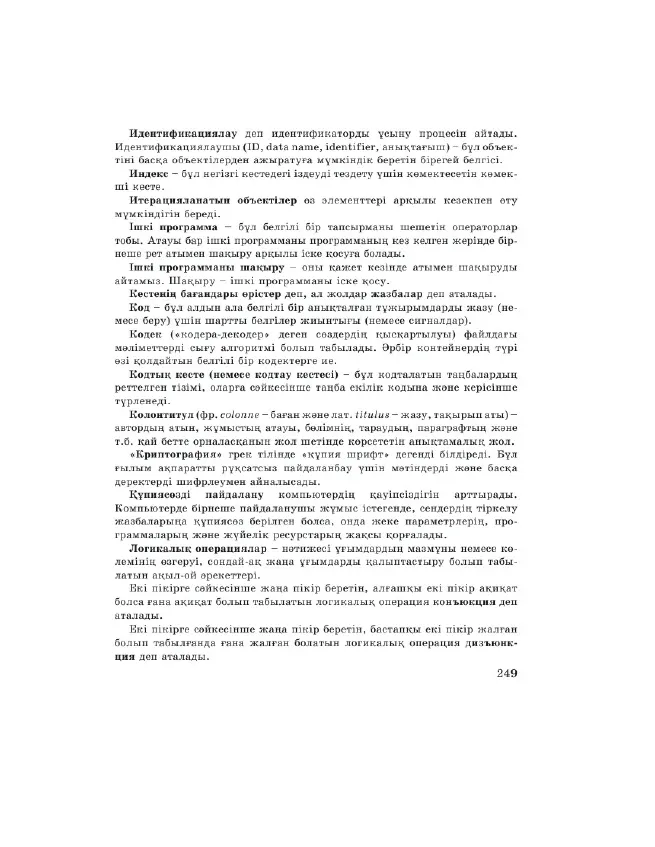 Идентификациялау деп идентификаторды ұсыну процесін айтады.
Идентификациялаушы (ID, data name, identifier, анықтағыш) – бұл объек-
тіні басқа объектілерден ажыратуға мүмкіндік беретін бірегей белгісі.
Индекс – бұл негізгі кестедегі іздеуді тездету үшін көмектесетін көмек-
ші кесте.
Итерацияланатын объектілер өз элементтері арқылы кезекпен өту
мүмкіндігін береді.
Ішкі программа – бұл белгілі бір тапсырманы шешетін операторлар
тобы. Атауы бар ішкі программаны программаның кез келген жерінде бір-
неше рет атымен шақыру арқылы іске қосуға болады.
Ішкі программаны шақыру – оны қажет кезінде атымен шақыруды
айтамыз. Шақыру – ішкі программаны іске қосу.
Кестенің бағандары өрістер деп, ал жолдар жазбалар деп аталады.
Код – бұл алдын ала белгілі бір анықталған тұжырымдарды жазу (не-
месе беру) үшін шартты белгілер жиынтығы (немесе сигналдар).
Кодек («кодера-декодер» деген сөздердің қысқартылуы) файлдағы
мәліметтерді сығу алгоритмі болып табылады. Әрбір контейнердің түрі
өзі қолдайтын белгілі бір кодектерге ие.
Кодтық кесте (немесе кодтау кестесі) – бұл кодталатын таңбалардың
реттелген тізімі, оларға сәйкесінше таңба екілік кодына және керісінше
түрленеді.
Колонтитул (фр. colonne – баған және лат. titulus – жазу, тақырып аты) –
автордың атын, жұмыстың атауы, бөлімнің, тараудың, параграфтың және
т.б. қай бетте орналасқанын жол шетінде көрсететін анықтамалық жол.
«Криптография» грек тілінде «құпия шрифт» дегенді білдіреді. Бұл
ғылым ақпаратты рұқсатсыз пайдаланбау үшін мәтіндерді және басқа
деректерді шифрлеумен айналысады.
Құпиясөзді пайдалану компьютердің қауіпсіздігін арттырады.
Компьютерде бірнеше пайдаланушы жұмыс істегенде, сендердің тіркелу
жазбаларыңа құпиясөз берілген болса, онда жеке параметрлерің, про-
граммаларың және жүйелік ресурстарың жақсы қорғалады.
Логикалық операциялар – нәтижесі ұғымдардың мазмұны немесе кө-
лемінің өзгеруі, сондай-ақ жаңа ұғымдарды қалыптастыру болып табы-
латын ақыл-ой әрекеттері.
Екі пікірге сәйкесінше жаңа пікір беретін, алғашқы екі пікір ақиқат
болса ғана ақиқат болып табылатын логикалық операция конъюкция деп
аталады.
Екі пікірге сәйкесінше жаңа пікір беретін, бастапқы екі пікір жалған
болып табылғанда ғана жалған болатын логикалық операция дизъюнк-
ция деп аталады.
249